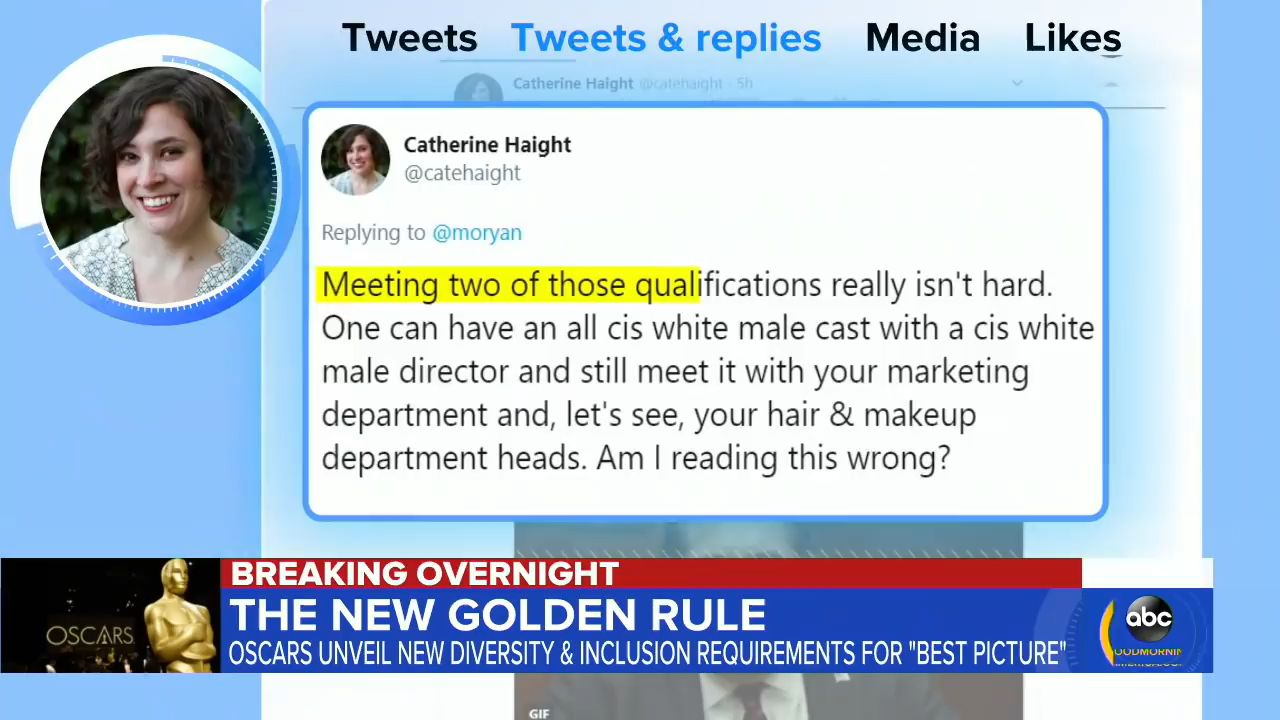 Tweets Tweets & replies Media Likes
Catherine Haight @catehaight · 5h
Catherine Haight
@catehaight
Replying to @moryan
Meeting two of those qualifications really isn't hard.
One can have an all cis white male cast with a cis white
male director and still meet it with your marketing
department and, let's see, your hair & makeup
department heads. Am I reading this wrong?
BREAKING OVERNIGHT
THE NEW GOLDEN RULE
OSCARS UNVEIL NEW DIVERSITY & INCLUSION REQUIREMENTS FOR "BEST PICTURE"
OSCARS
abc
GIF